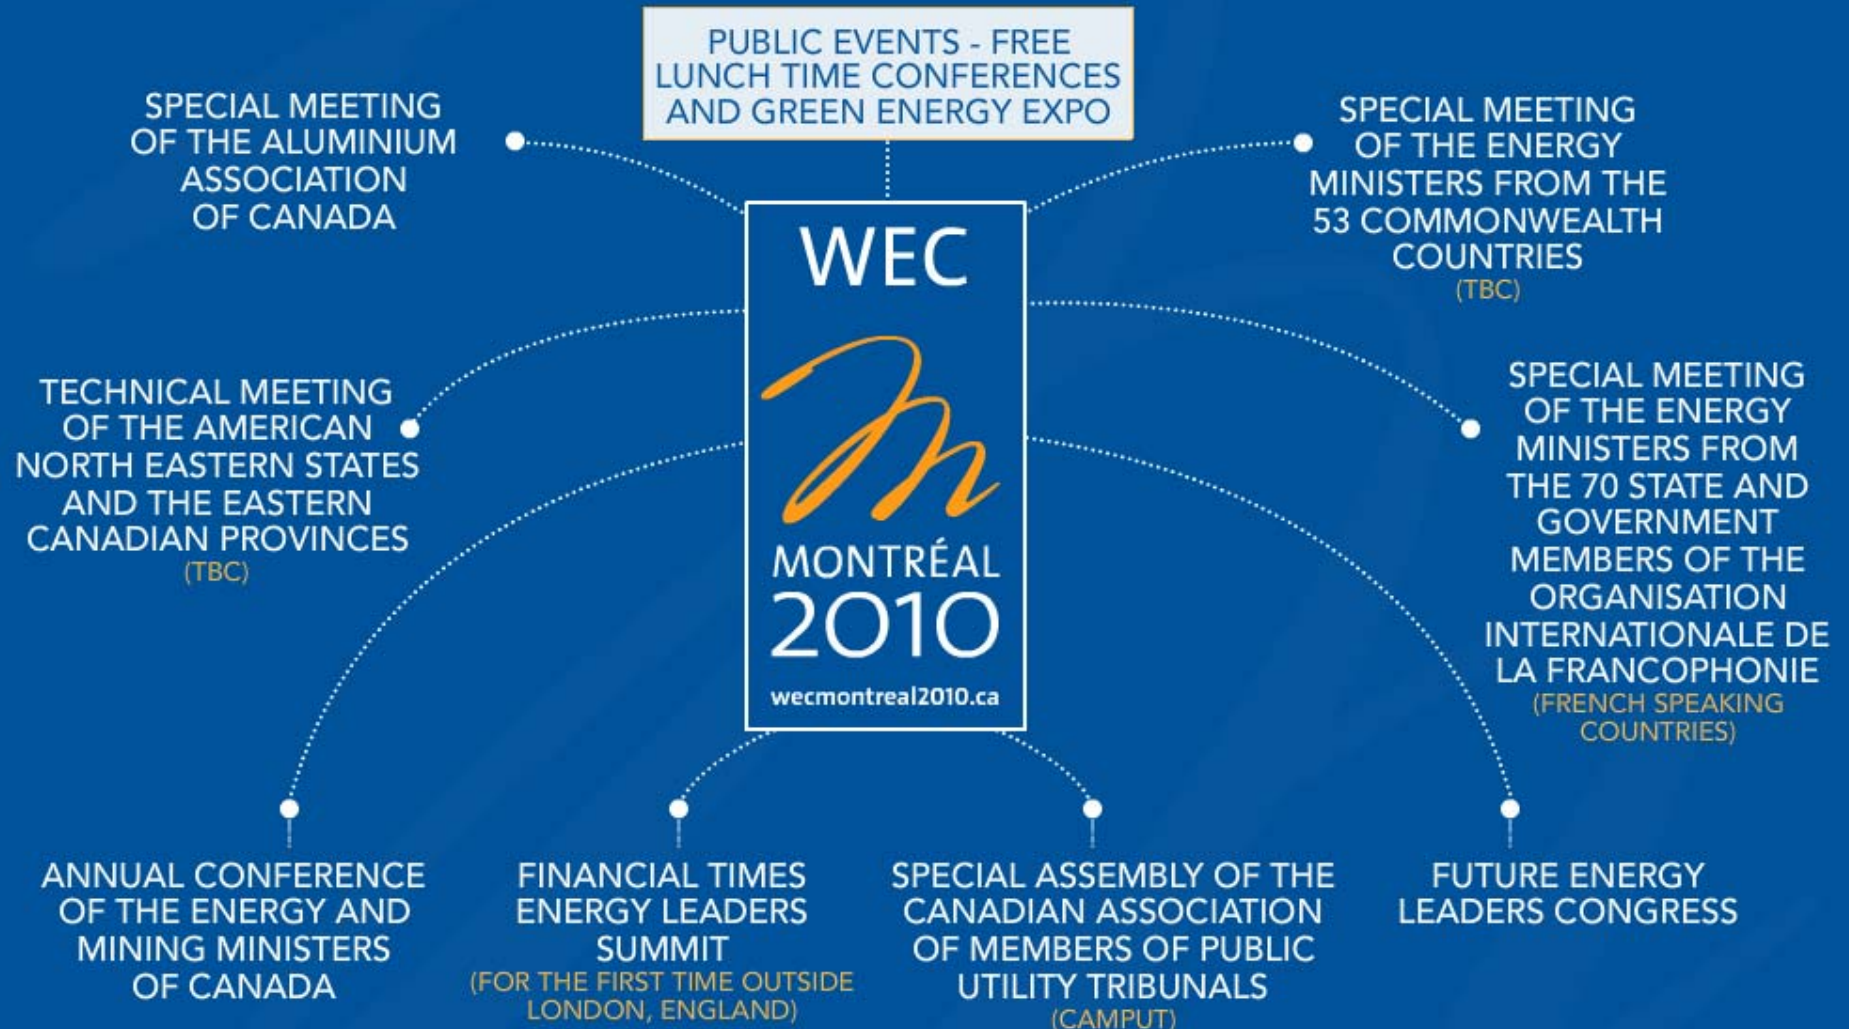 PUBLIC EVENTS - FREE
LUNCH TIME CONFERENCES
AND GREEN ENERGY EXPO
SPECIAL MEETING
OF THE ALUMINIUM
ASSOCIATION
OF CANADA
SPECIAL MEETING
OF THE ENERGY
MINISTERS FROM THE
53 COMMONWEALTH
COUNTRIES
(TBC)
WEC
MONTRÉAL
2010
wecmontreal2010.ca
TECHNICAL MEETING
OF THE AMERICAN
NORTH EASTERN STATES
AND THE EASTERN
CANADIAN PROVINCES
(TBC)
SPECIAL MEETING
OF THE ENERGY
MINISTERS FROM
THE 70 STATE AND
GOVERNMENT
MEMBERS OF THE
ORGANISATION
INTERNATIONALE DE
LA FRANCOPHONIE
(FRENCH SPEAKING
COUNTRIES)
ANNUAL CONFERENCE
OF THE ENERGY AND
MINING MINISTERS
OF CANADA
FINANCIAL TIMES
ENERGY LEADERS
SUMMIT
(FOR THE FIRST TIME OUTSIDE
LONDON, ENGLAND)
SPECIAL ASSEMBLY OF THE
CANADIAN ASSOCIATION
OF MEMBERS OF PUBLIC
UTILITY TRIBUNALS
(CAMPUT)
FUTURE ENERGY
LEADERS CONGRESS